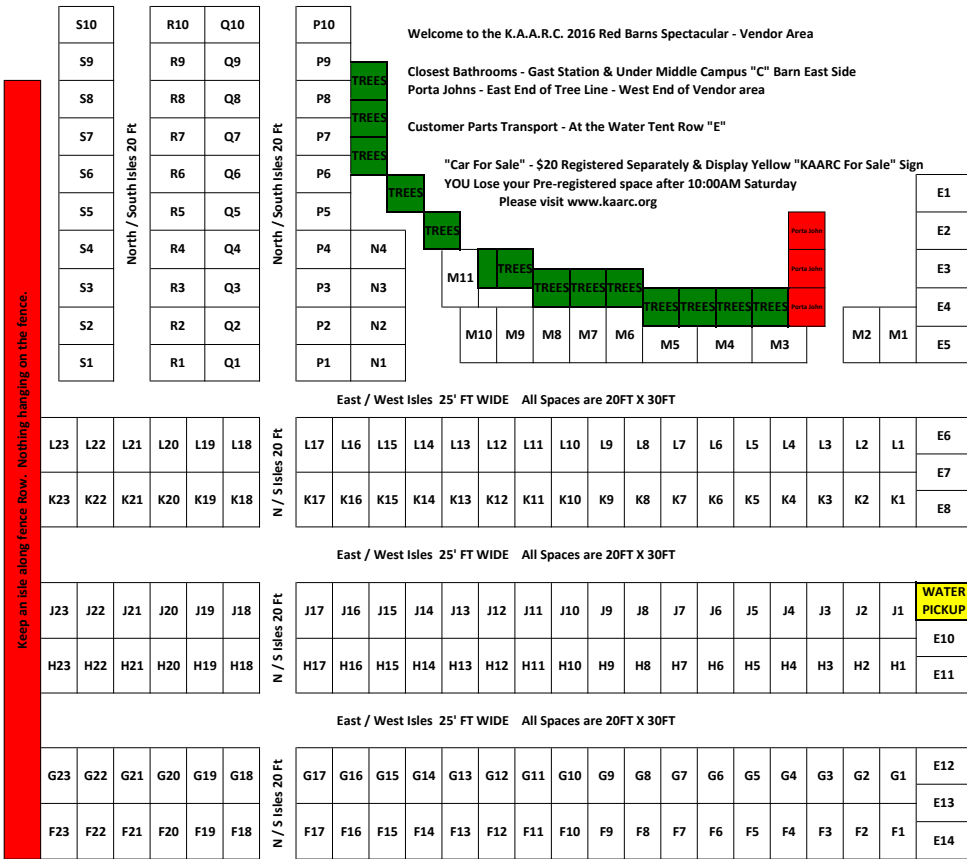 S10 R10 Q10 P10
Welcome to the K.A.A.R.C. 2016 Red Barns Spectacular - Vendor Area
S9 R9 Q9 P9
Closest Bathrooms - Gast Station & Under Middle Campus "C" Barn East Side
TREES
S8 R8 Q8 P8
Porta Johns - East End of Tree Line - West End of Vendor area
TREES
S7 R7 Q7 P7
Customer Parts Transport - At the Water Tent Row "E"
TREES
"Car For Sale" - $20 Registered Separately & Display Yellow "KAARC For Sale" Sign
S6 R6 Q6 P6
YOU Lose your Pre-registered space after 10:00AM Saturday
TREES E1
Please visit www.kaarc.org
S5 R5 Q5 P5
TREES Porta John E2
S4 R4 Q4 P4 N4
TREES Porta John E3
M11
S3 R3 Q3 P3 N3
TREES TREES TREES
TREES TREES TREES TREES Porta John E4
S2 R2 Q2 P2 N2
M10 M9 M8 M7 M6 M2 M1
M5 M4 M3 E5
S1 R1 Q1 P1 N1
North / South Isles 20 Ft
North / South Isles 20 Ft
Keep an isle along fence Row. Nothing hanging on the fence.
East / West Isles 25' FT WIDE All Spaces are 20FT X 30FT
L23 L22 L21 L20 L19 L18 L17 L16 L15 L14 L13 L12 L11 L10 L9 L8 L7 L6 L5 L4 L3 L2 L1 E6
N / S Isles 20 Ft
E7
K23 K22 K21 K20 K19 K18 K17 K16 K15 K14 K13 K12 K11 K10 K9 K8 K7 K6 K5 K4 K3 K2 K1 E8
East / West Isles 25' FT WIDE All Spaces are 20FT X 30FT
J23 J22 J21 J20 J19 J18 J17 J16 J15 J14 J13 J12 J11 J10 J9 J8 J7 J6 J5 J4 J3 J2 J1 WATER
PICKUP
N / S Isles 20 Ft
E10
H23 H22 H21 H20 H19 H18 H17 H16 H15 H14 H13 H12 H11 H10 H9 H8 H7 H6 H5 H4 H3 H2 H1 E11
East / West Isles 25' FT WIDE All Spaces are 20FT X 30FT
G23 G22 G21 G20 G19 G18 G17 G16 G15 G14 G13 G12 G11 G10 G9 G8 G7 G6 G5 G4 G3 G2 G1 E12
N / S Isles 20 Ft
E13
F23 F22 F21 F20 F19 F18 F17 F16 F15 F14 F13 F12 F11 F10 F9 F8 F7 F6 F5 F4 F3 F2 F1 E14